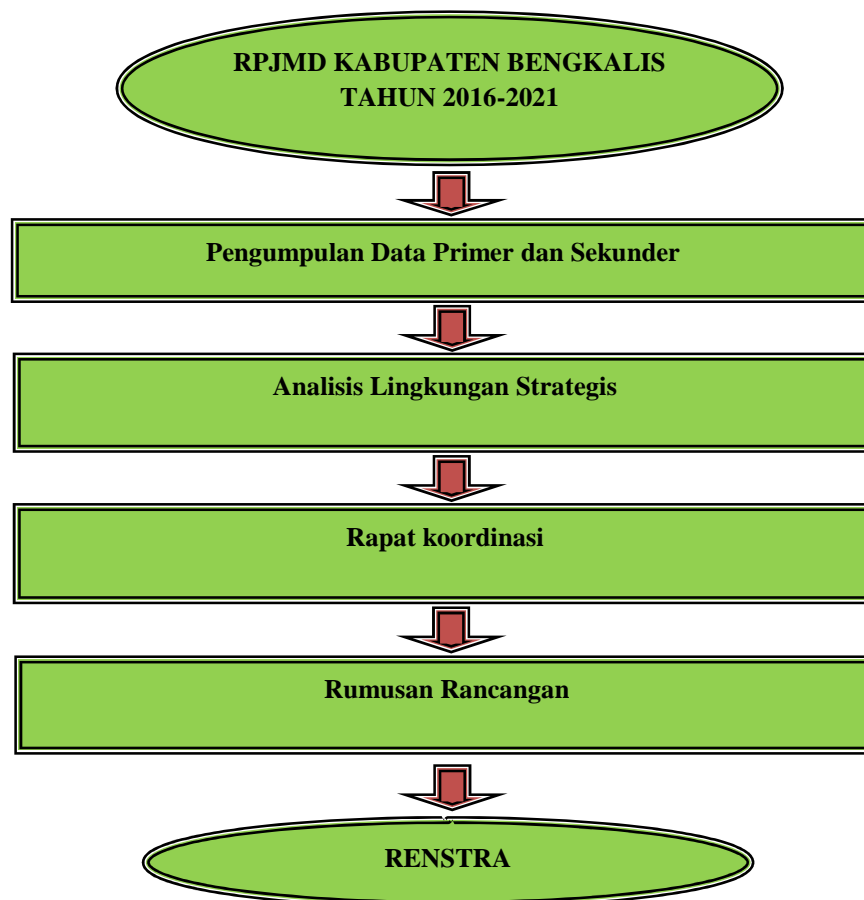 RPJMD KABUPATEN BENGKALIS
TAHUN 2016-2021
Pengumpulan Data Primer dan Sekunder
Analisis Lingkungan Strategis
Rapat koordinasi
Rumusan Rancangan
RENSTRA